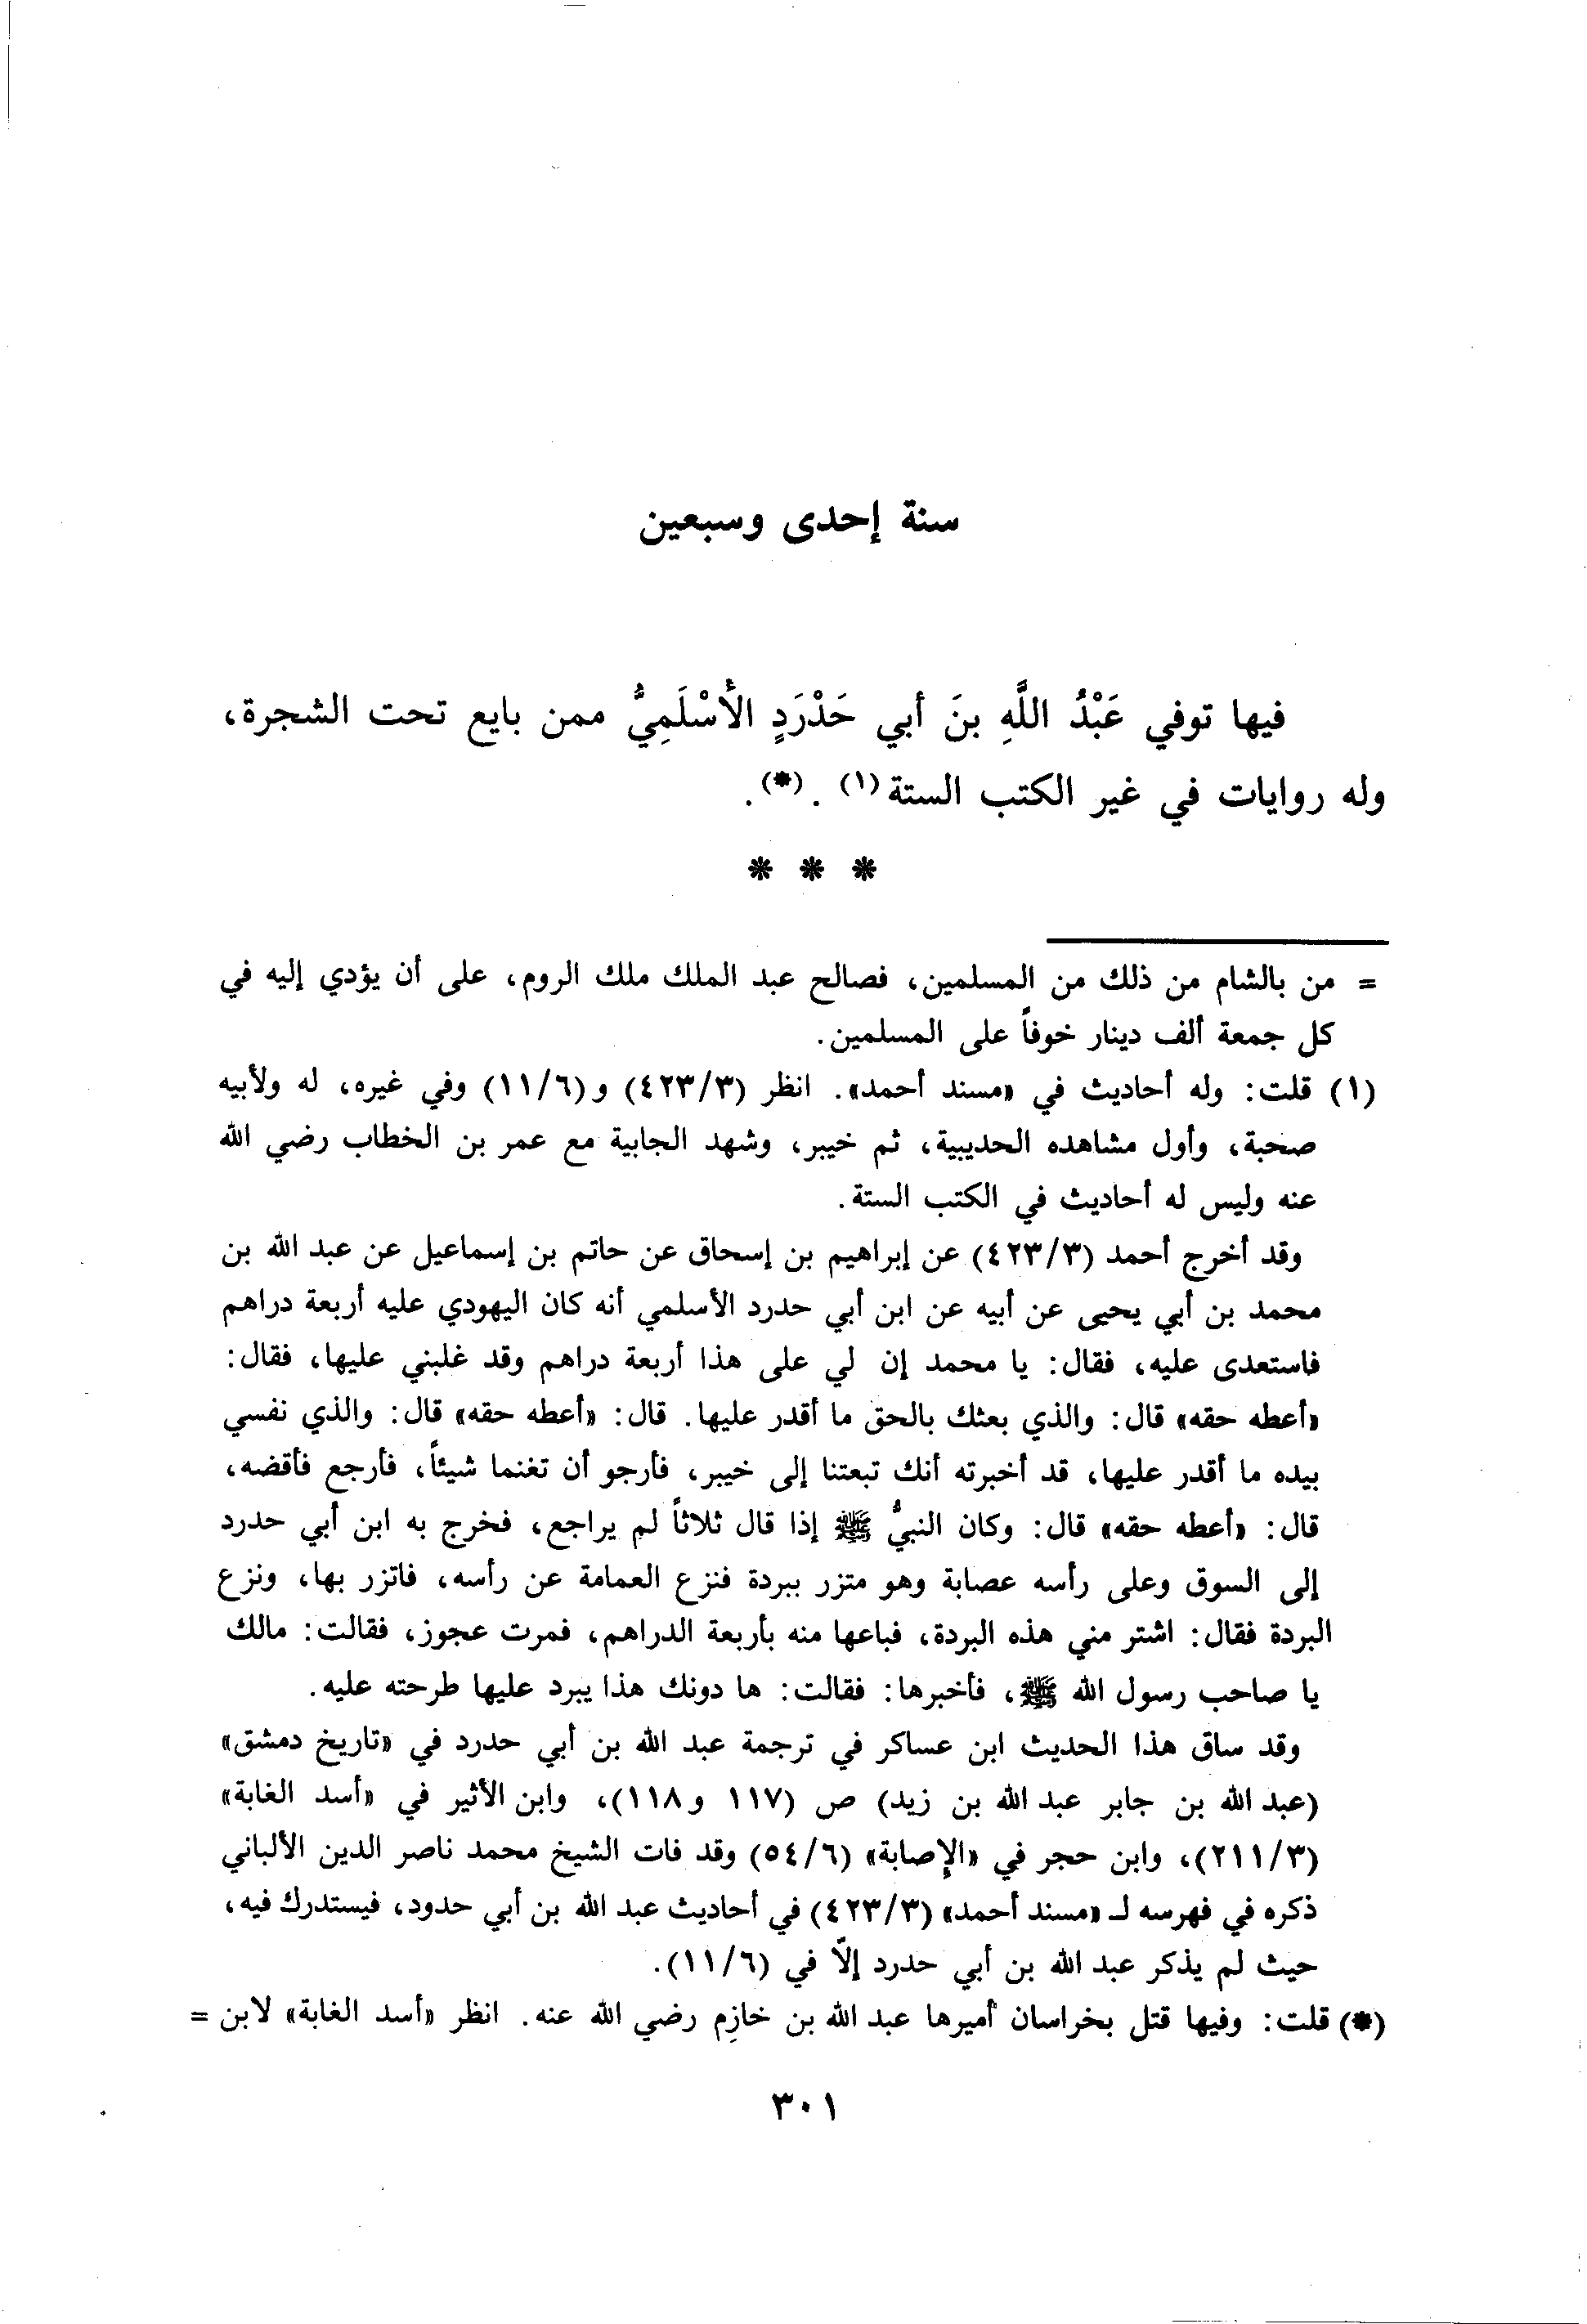 سنة إحدى وسبعين
فيها توفي عَبْدُ اللَّهِ بنَ أبي حَدْرَدٍ الأَسْلَمِيُّ ممن بايع تحت الشجرة،
وله روايات في غير الكتب الستة (١) . (*) .
* * *
= من بالشام من ذلك من المسلمين، فصالح عبد الملك ملك الروم، على أن يؤدي إليه في
كل جمعة ألف دينار خوفاً على المسلمين.
(١) قلت: وله أحاديث في «مسند أحمد». انظر (٤٢٣/٣) و(١١/٦) وفي غيره، له ولأبيه
صحبة، وأول مشاهده الحديبية، ثم خيبر، وشهد الجابية مع عمر بن الخطاب رضي الله
عنه وليس له أحاديث في الكتب الستة.
وقد أخرج أحمد (٤٢٣/٣) عن إبراهيم بن إسحاق عن حاتم بن إسماعيل عن عبد الله بن
محمد بن أبي يحيى عن أبيه عن ابن أبي حدرد الأسلمي أنه كان اليهودي عليه أربعة دراهم
فاستعدى عليه، فقال: يا محمد إن لي على هذا أربعة دراهم وقد غلبني عليها، فقال:
«أعطه حقه» قال: والذي بعثك بالحق ما أقدر عليها. قال: «أعطه حقه» قال: والذي نفسي
بيده ما أقدر عليها، قد أخبرته أنك تبعتنا إلى خيبر، فأرجو أن تغنما شيئاً، فأرجع فأقضه،
قال: «أعطه حقه» قال: وكان النبيُّ ﷺ إذا قال ثلاثاً لم يراجع، فخرج به ابن أبي حدرد
إلى السوق وعلى رأسه عصابة وهو متزر ببردة فنزع العمامة عن رأسه، فاتزر بها، ونزع
البردة فقال: اشتر مني هذه البردة، فباعها منه بأربعة الدراهم، فمرت عجوز، فقالت: مالك
يا صاحب رسول الله ﷺ، فأخبرها: فقالت: ها دونك هذا يبرد عليها طرحته عليه.
وقد ساق هذا الحديث ابن عساكر في ترجمة عبد الله بن أبي حدرد في «تاريخ دمشق»
(عبد الله بن جابر عبد الله بن زيد) ص (١١٧ و١١٨)، وابن الأثير في «أسد الغابة»
(٢١١/٣)، وابن حجر في «الإصابة» (٥٤/٦) وقد فات الشيخ محمد ناصر الدين الألباني
ذكره في فهرسه لـ «مسند أحمد» (٤٢٣/٣) في أحاديث عبد الله بن أبي حدود، فيستدرك فيه،
حيث لم يذكر عبد الله بن أبي حدرد إلّا في (١١/٦).
(*) قلت: وفيها قتل بخراسان أميرها عبد الله بن خازِم رضي الله عنه. انظر «أسد الغابة» لابن =
٣٠١